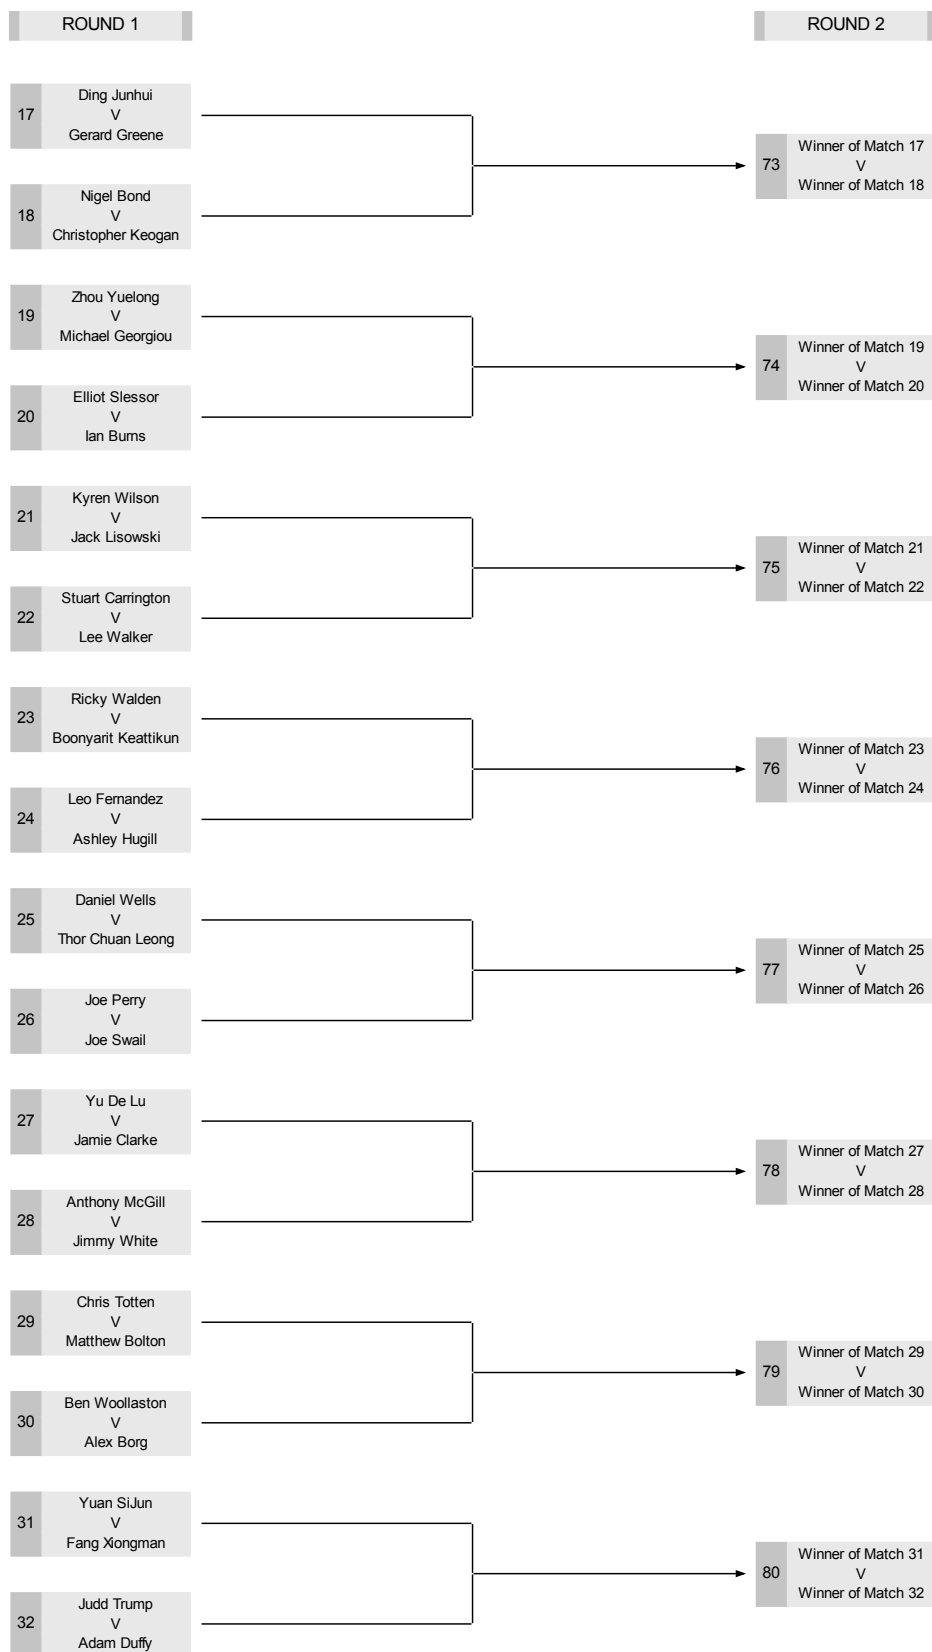 ROUND 1
ROUND 2
17
Ding Junhui
V
Gerard Greene
18
Nigel Bond
V
Christopher Keogan
73
Winner of Match 17
V
Winner of Match 18
19
Zhou Yuelong
V
Michael Georgiou
20
Elliot Slessor
V
Ian Burns
74
Winner of Match 19
V
Winner of Match 20
21
Kyren Wilson
V
Jack Lisowski
22
Stuart Carrington
V
Lee Walker
75
Winner of Match 21
V
Winner of Match 22
23
Ricky Walden
V
Boonyarit Keattikun
24
Leo Fernandez
V
Ashley Hugill
76
Winner of Match 23
V
Winner of Match 24
25
Daniel Wells
V
Thor Chuan Leong
26
Joe Perry
V
Joe Swail
77
Winner of Match 25
V
Winner of Match 26
27
Yu De Lu
V
Jamie Clarke
28
Anthony McGill
V
Jimmy White
78
Winner of Match 27
V
Winner of Match 28
29
Chris Totten
V
Matthew Bolton
30
Ben Woollaston
V
Alex Borg
79
Winner of Match 29
V
Winner of Match 30
31
Yuan SiJun
V
Fang Xiongman
32
Judd Trump
V
Adam Duffy
80
Winner of Match 31
V
Winner of Match 32